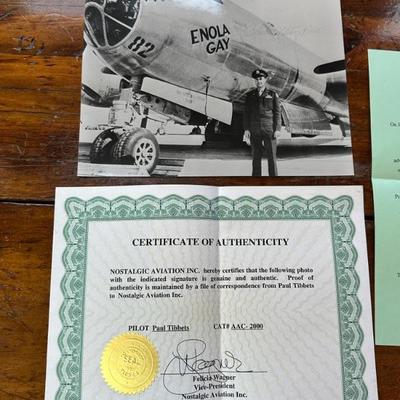 82
ENOLA
GAY
CERTIFICATE OF AUTHENTICITY
NOSTALGIC AVIATION INC. hereby certifies that the following photo
with the indicated signature is genuine and authentic. Proof of
authenticity is maintained by a file of correspondence from Paul Tibbets
to Nostalgic Aviation Inc.
PILOT Paul Tibbets CAT# AAC- 2000
SEAL
Felicia Wagner
Vice-President
Nostalgic Aviation Inc.
On